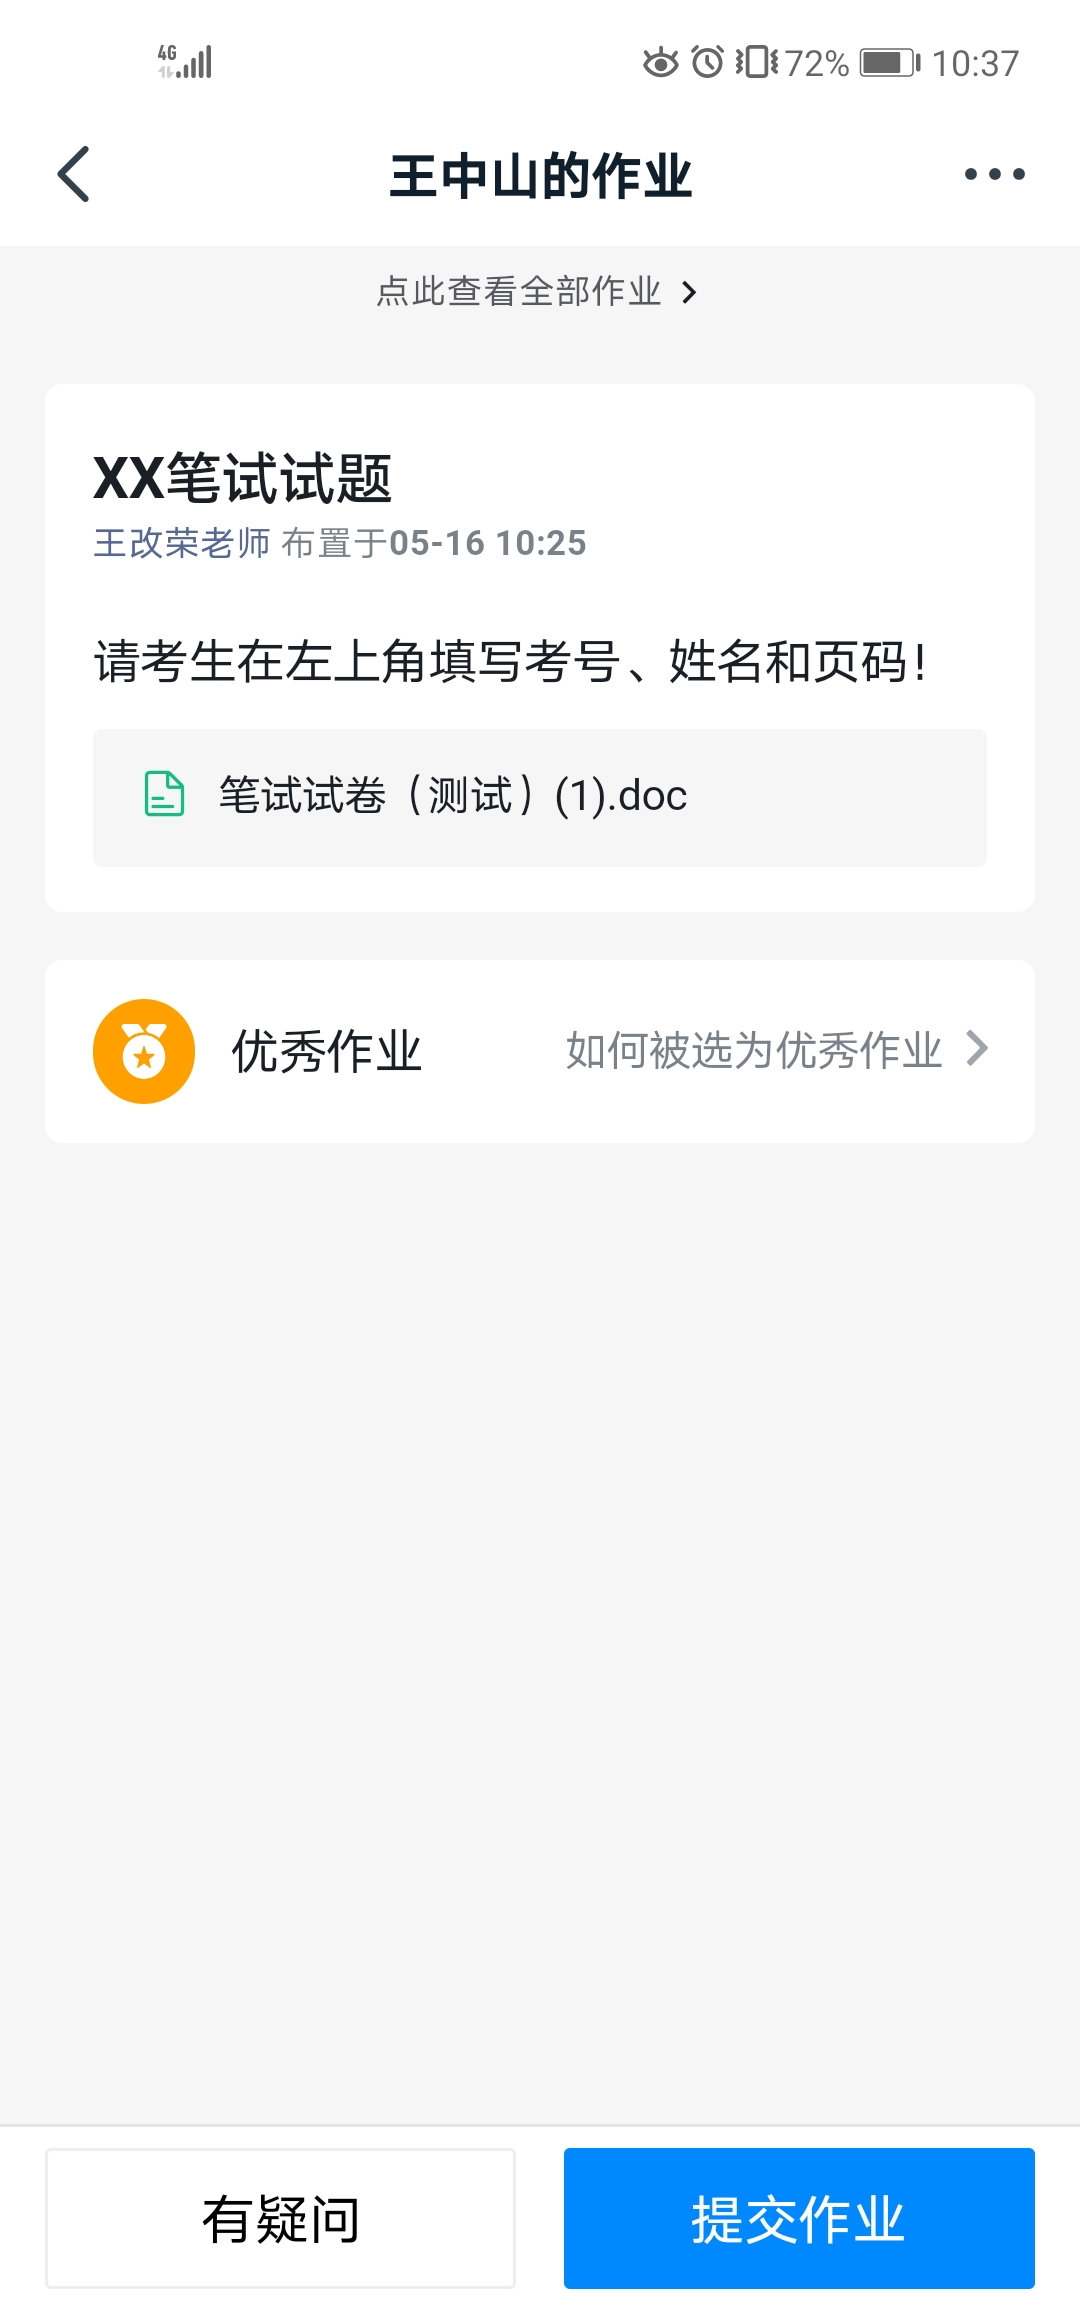 4G 72% 10:37
王中山的作业
点此查看全部作业
XX笔试试题
王改荣老师 布置于05-16 10:25
请考生在左上角填写考号、姓名和页码！
笔试试卷（测试）(1).doc
优秀作业 如何被选为优秀作业
有疑问 提交作业